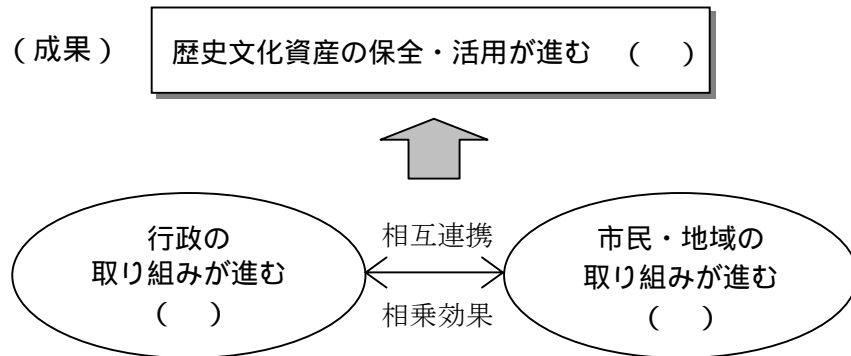 （成果） 歴史文化資産の保全・活用が進む （　）
行政の
取り組みが進む
（　）
相互連携
相乗効果
市民・地域の
取り組みが進む
（　）